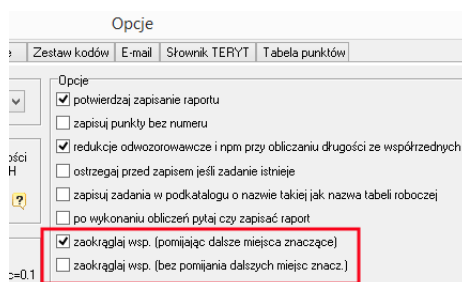 Opcje
Zestaw kodów E-mail Słownik TERYT Tabela punktów
Opcje
potwierdzaj zapisanie raportu
zapisuj punkty bez numeru
redukcje odwozorowawcze i npm przy obliczaniu długości ze współrzednych
ości
H
ostrzegaj przed zapisem jeśli zadanie istnieje
?
zapisuj zadania w podkatalogu o nazwie takiej jak nazwa tabeli roboczej
po wykonaniu obliczeń pytaj czy zapisać raport
zaokrąglaj wsp. (pomijając dalsze miejsca znaczące)
zaokrąglaj wsp. (bez pomijania dalszych miejsc znacz.)
c=0.1